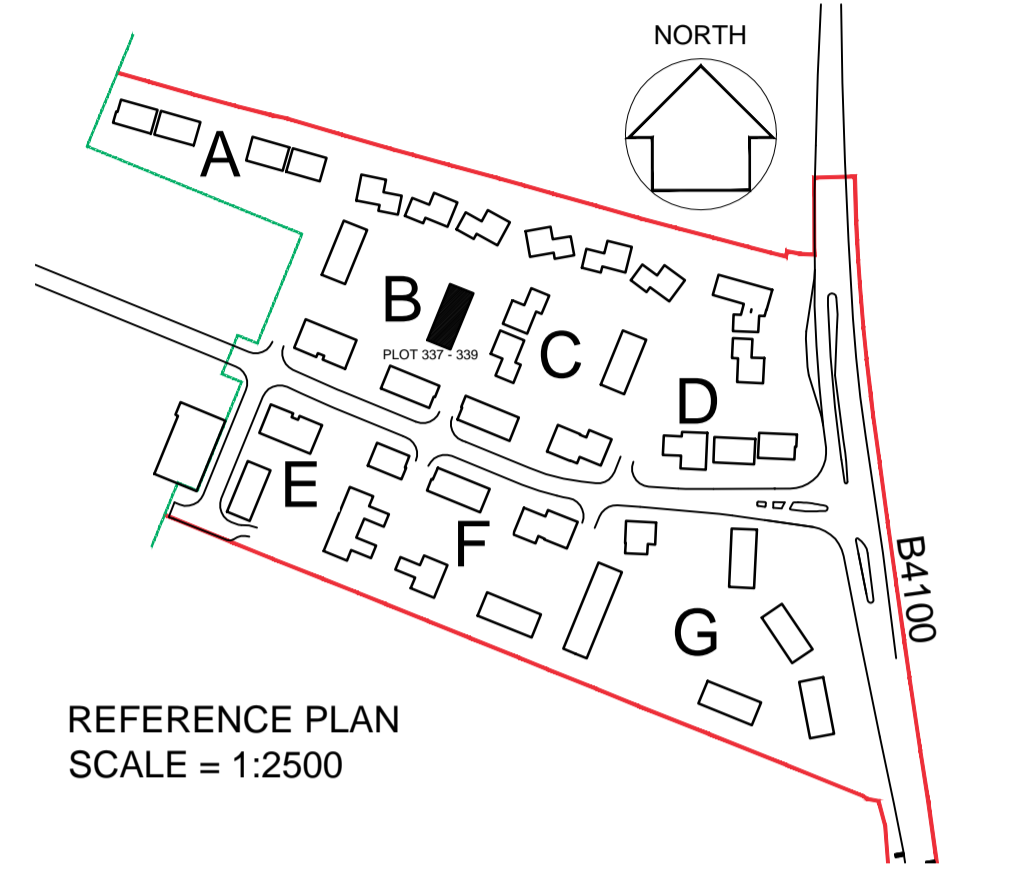 NORTH
A
B
PLOT 337 - 339
C
D
E
F
B4100
G
REFERENCE PLAN
SCALE = 1:2500